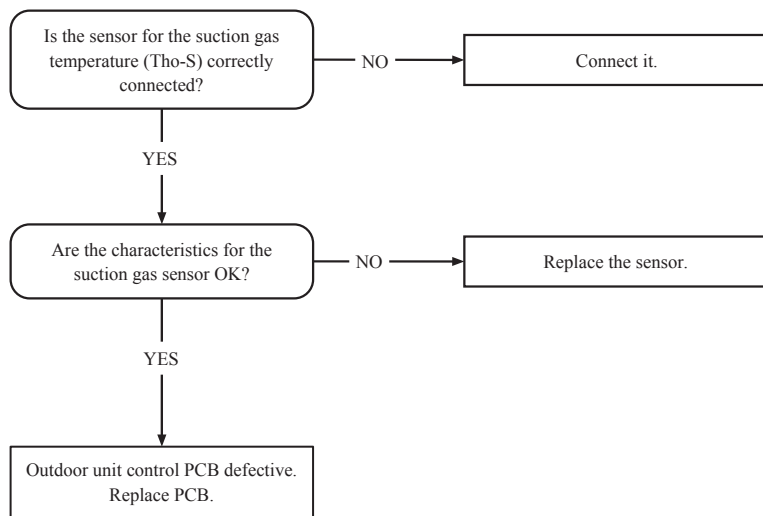 Is the sensor for the suction gas
temperature (Tho-S) correctly
connected?
NO
Connect it.
YES
Are the characteristics for the
suction gas sensor OK?
NO
Replace the sensor.
YES
Outdoor unit control PCB defective.
Replace PCB.